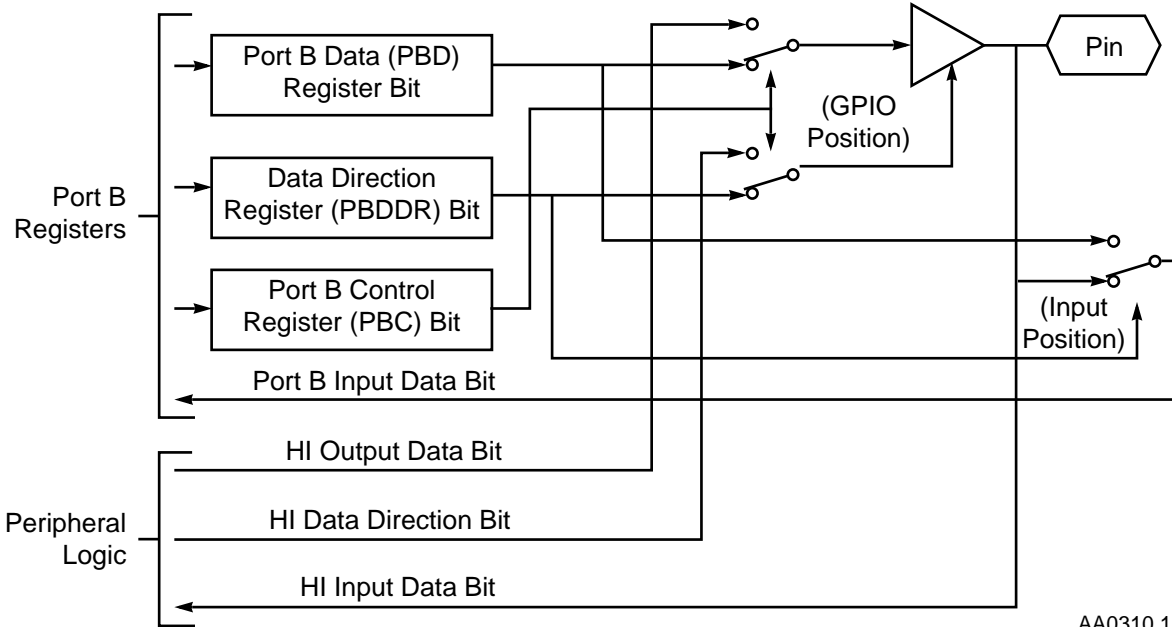 Port B Data (PBD)
Register Bit
Pin
(GPIO
Position)
Data Direction
Register (PBDDR) Bit
Port B
Registers
Port B Control
Register (PBC) Bit
(Input
Position)
Port B Input Data Bit
HI Output Data Bit
Peripheral
Logic
HI Data Direction Bit
HI Input Data Bit
AA0310.1